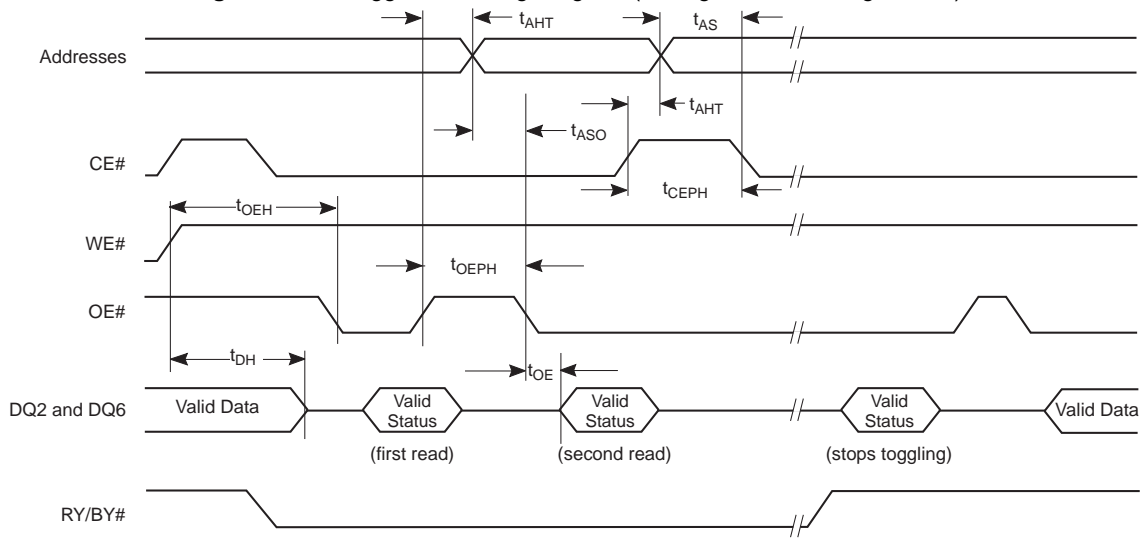 tAHT
tAS
Addresses
tAHT
tASO
CE#
tCEPH
tOEH
WE#
tOEPH
OE#
tDH
tOE
DQ2 and DQ6
Valid Data
Valid
Status
Valid
Status
Valid
Status
Valid Data
(first read)
(second read)
(stops toggling)
RY/BY#